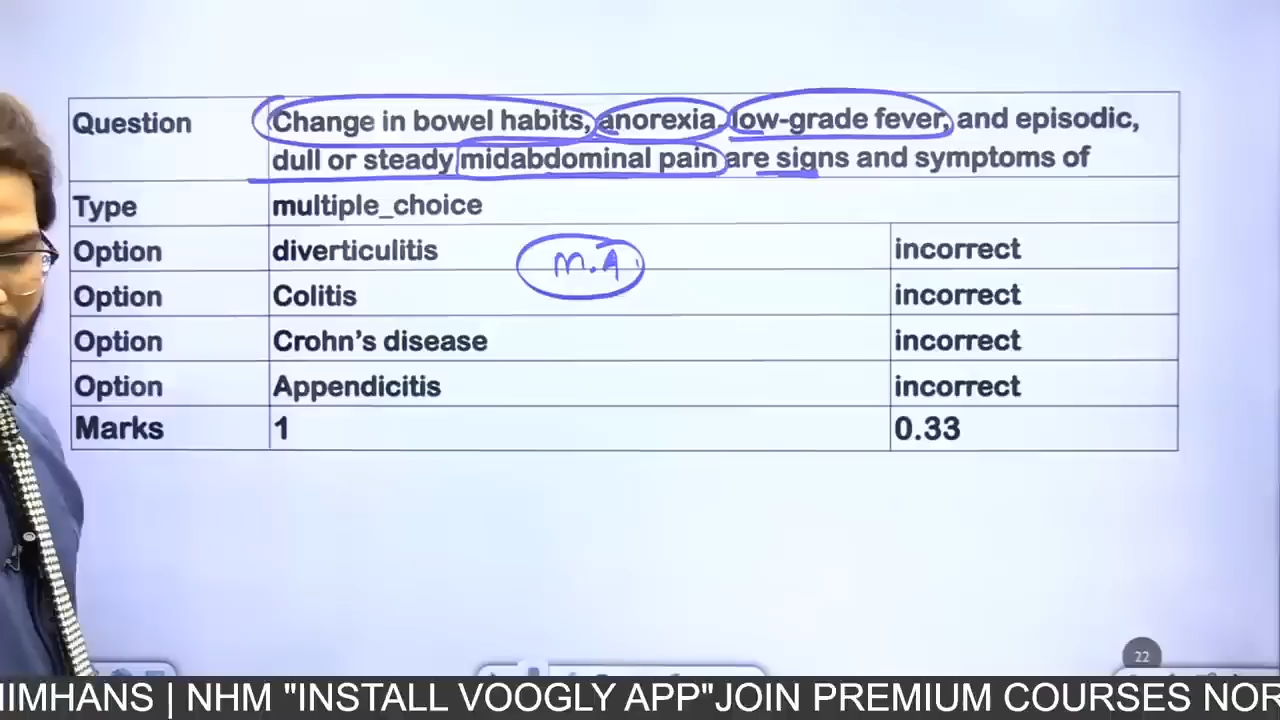 Question Change in bowel habits, anorexia, low-grade fever, and episodic,
dull or steady midabdominal pain are signs and symptoms of
Type multiple_choice
Option diverticulitis incorrect
M.A
Option Colitis incorrect
Option Crohn’s disease incorrect
Option Appendicitis incorrect
Marks 1 0.33
22
NIMHANS | NHM "INSTALL VOOGLY APP"JOIN PREMIUM COURSES NOR